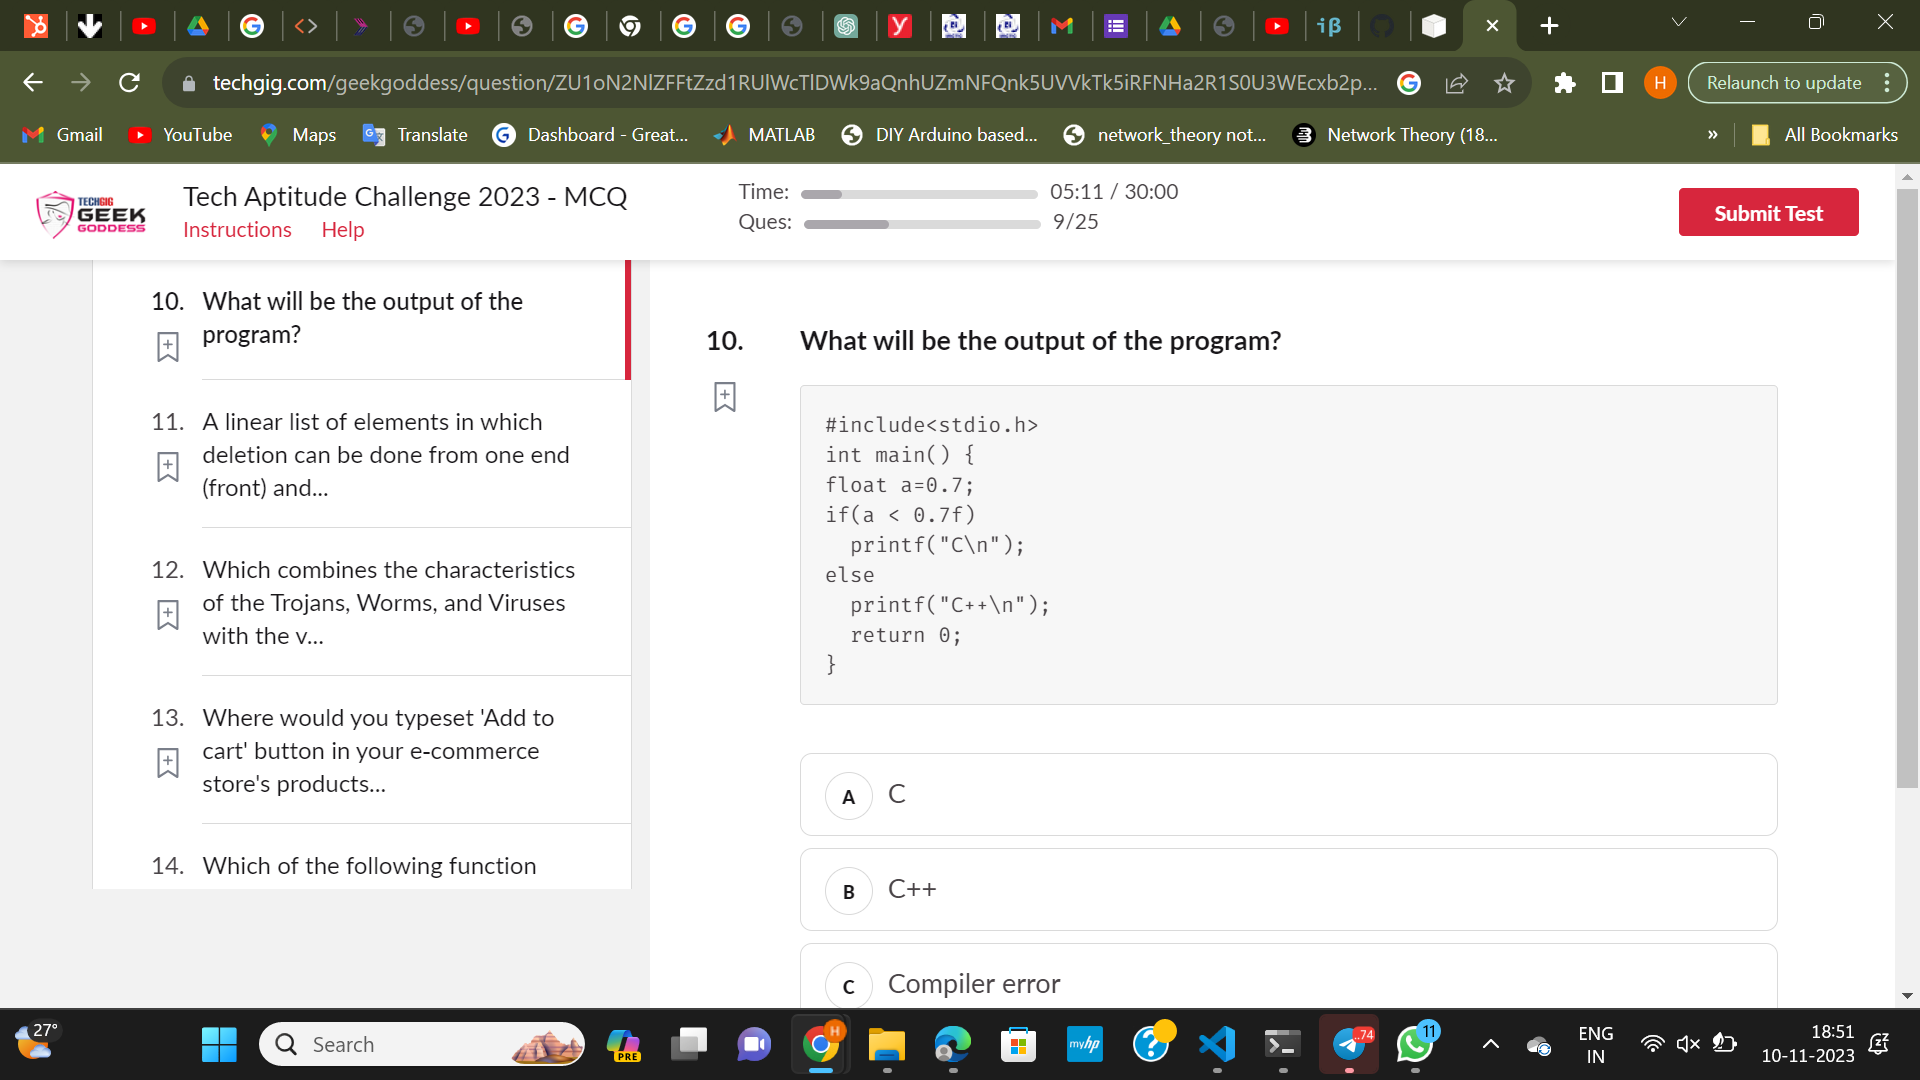 techgig.com/geekgoddess/question/ZU1oN2NlZFFtZzd1RUlWcTlDWk9aQnhUZmNFQnk5UVVkTk5iRFNHa2R1S0U3WEcxb2p...
H
Relaunch to update
Gmail
YouTube
Maps
Translate
Dashboard - Great...
MATLAB
DIY Arduino based...
network_theory not...
Network Theory (18...
»
All Bookmarks
TECHGIG
GEEK
GODDESS
Tech Aptitude Challenge 2023 - MCQ
Instructions
Help
Time:
05:11 / 30:00
Ques:
9/25
Submit Test
10. What will be the output of the
program?
11. A linear list of elements in which
deletion can be done from one end
(front) and...
12. Which combines the characteristics
of the Trojans, Worms, and Viruses
with the v...
13. Where would you typeset 'Add to
cart' button in your e-commerce
store's products...
14. Which of the following function
10. What will be the output of the program?
#include<stdio.h>
int main() {
float a=0.7;
if(a < 0.7f)
printf("C\n");
else
printf("C++\n");
return 0;
}
A C
B C++
C Compiler error
27°
Search
PRE
H
myhp
74
11
ENG
IN
18:51
10-11-2023